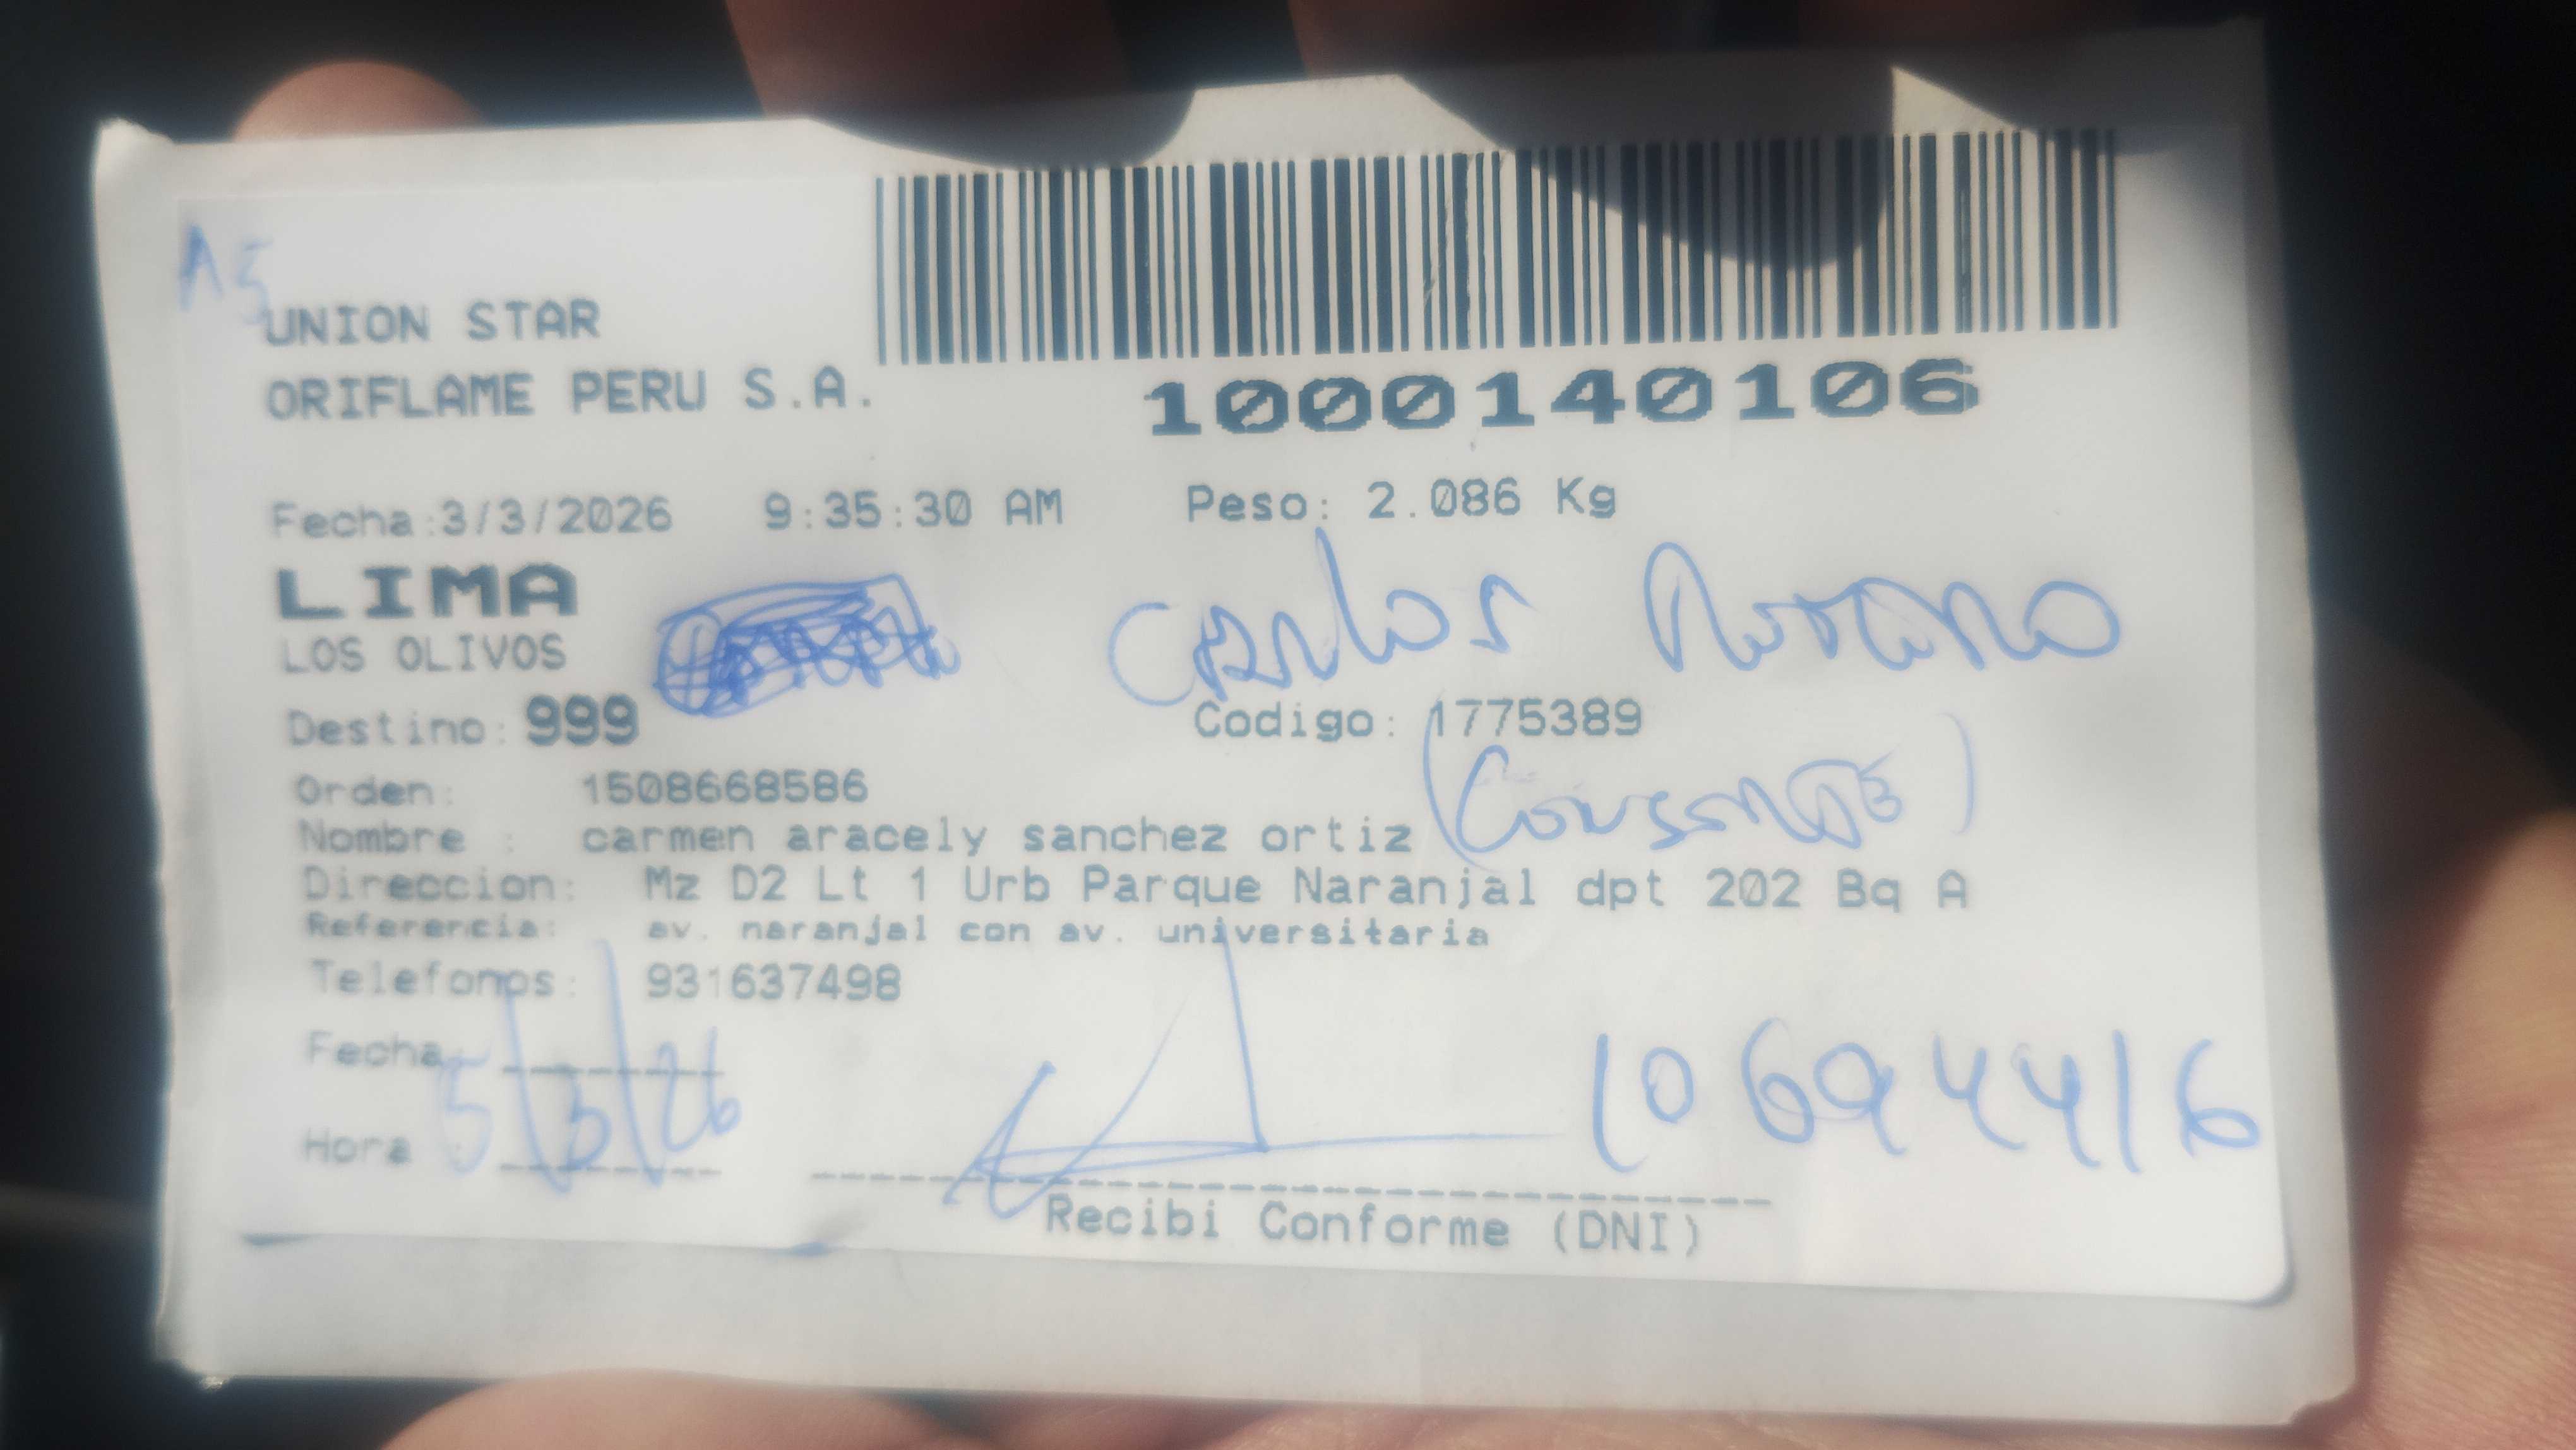 A5
UNION STAR
ORIFLAME PERU S.A.
1000140106
Fecha:3/3/2026 9:35:30 AM Peso: 2.086 Kg
LIMA
LOS OLIVOS
Carlos
Destino: 999 Codigo: 1775389
Orden: 1508668586
Nombre : carmen aracely sanchez ortiz
Direccion: Mz D2 Lt 1 Urb Parque Naranjal dpt 202 Bq A
Referencia: av. naranjal con av. universitaria
Telefonos: 931637498
Fecha 5/3/26
Hora
10694416
Recibi Conforme (DNI)